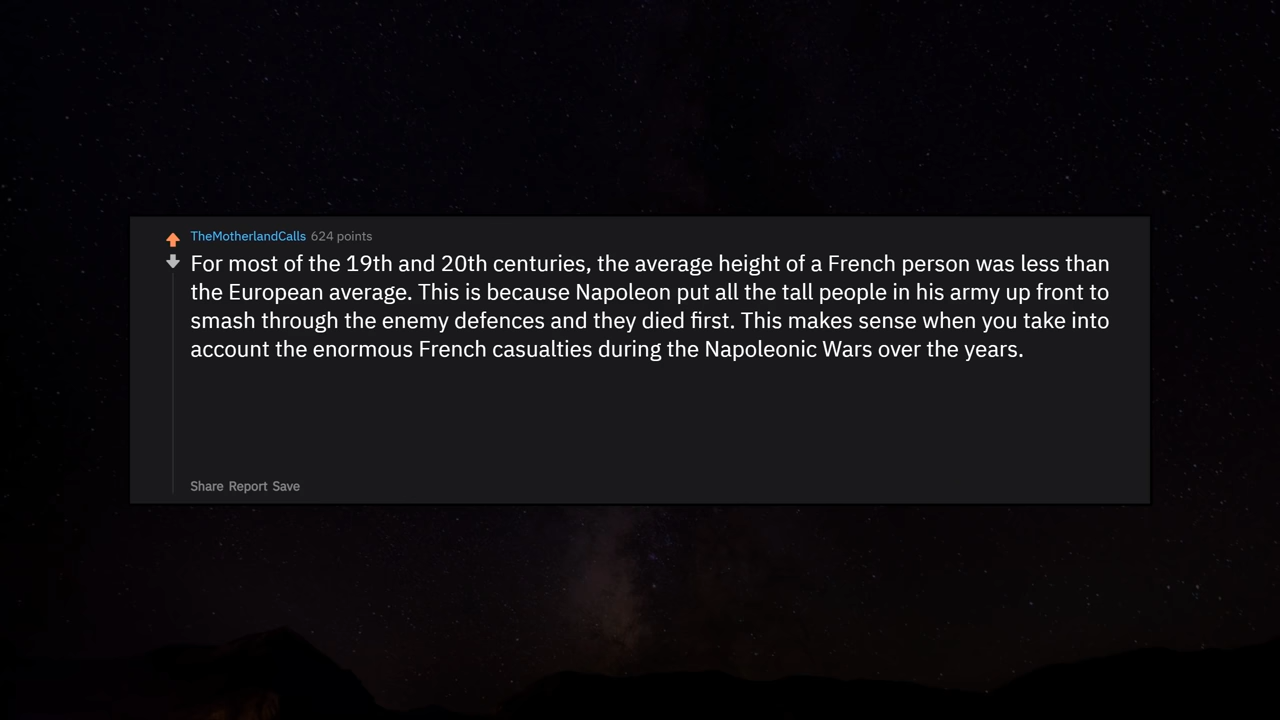 TheMotherlandCalls 624 points
For most of the 19th and 20th centuries, the average height of a French person was less than
the European average. This is because Napoleon put all the tall people in his army up front to
smash through the enemy defences and they died first. This makes sense when you take into
account the enormous French casualties during the Napoleonic Wars over the years.
Share Report Save